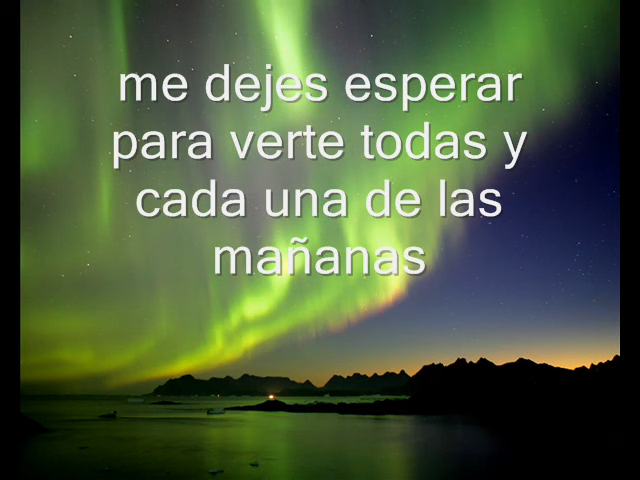 me dejes esperar
para verte todas y
cada una de las
mañanas